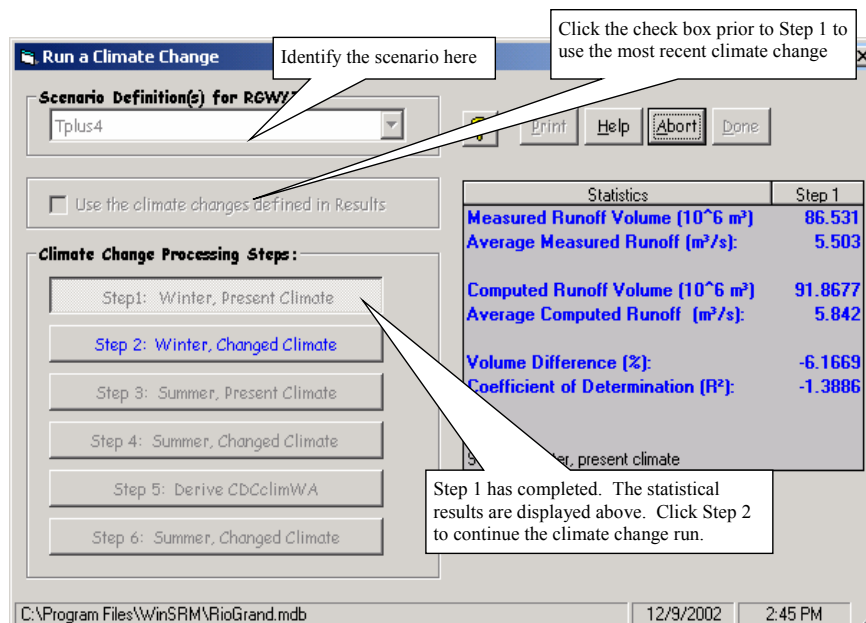 Click the check box prior to Step 1 to
use the most recent climate change
Run a Climate Change
Identify the scenario here
Scenario Definition(s) for RGW
Tplus4
Print
Help
Abort
Done
Use the climate changes defined in Results
Statistics Step 1
Measured Runoff Volume (10^6 m³) 86.531
Average Measured Runoff (m³/s): 5.503
Computed Runoff Volume (10^6 m³) 91.8677
Average Computed Runoff (m³/s): 5.842
Volume Difference (%): -6.1669
Coefficient of Determination (R²): -1.3886
present climate
Climate Change Processing Steps:
Step1: Winter, Present Climate
Step 2: Winter, Changed Climate
Step 3: Summer, Present Climate
Step 4: Summer, Changed Climate
Step 5: Derive CDCclimWA
Step 6: Summer, Changed Climate
Step 1 has completed. The statistical
results are displayed above. Click Step 2
to continue the climate change run.
C:\Program Files\WinSRM\RioGrand.mdb
12/9/2002
2:45 PM